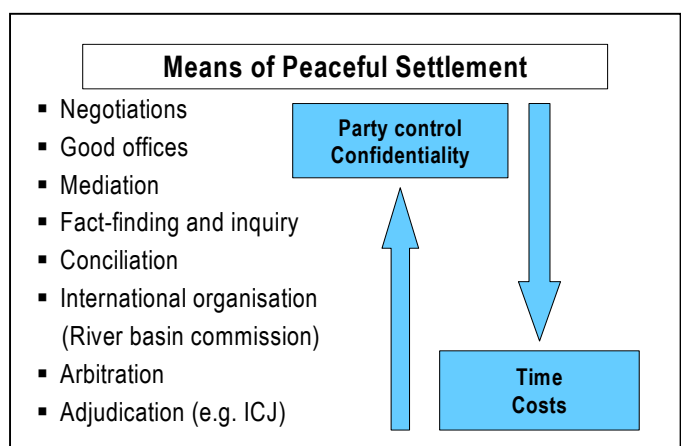 Means of Peaceful Settlement
▪ Negotiations
▪ Good offices
▪ Mediation
▪ Fact-finding and inquiry
▪ Conciliation
▪ International organisation
(River basin commission)
▪ Arbitration
▪ Adjudication (e.g. ICJ)
Party control
Confidentiality
Time
Costs